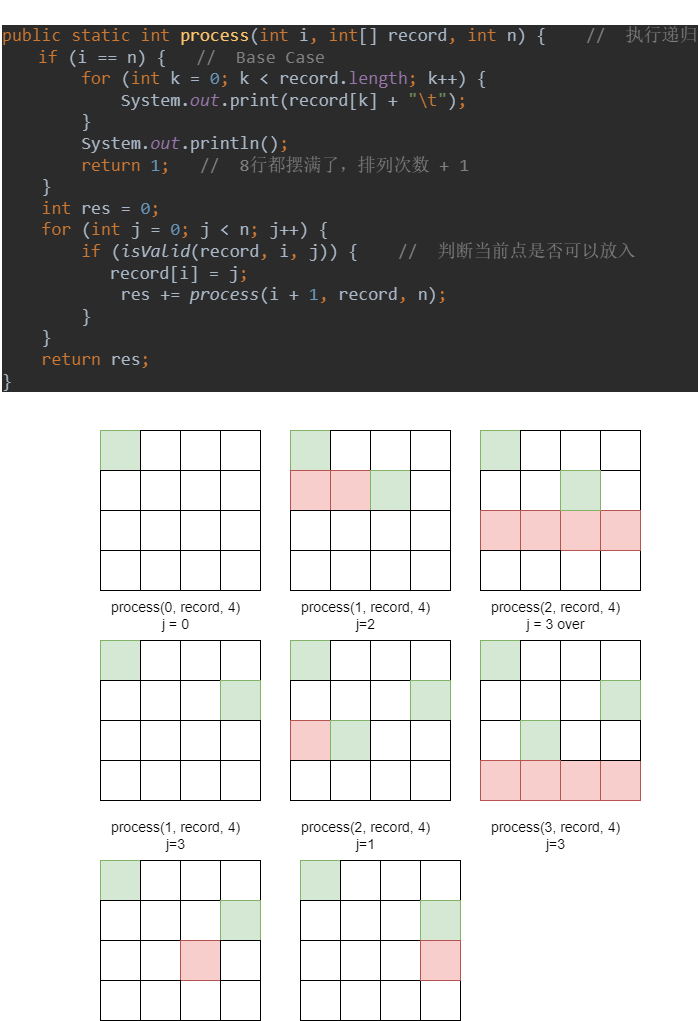 public static int process(int i, int[] record, int n) {    //  执行递归
if (i == n) {   //  Base Case
for (int k = 0; k < record.length; k++) {
System.out.print(record[k] + "\t");
}
System.out.println();
return 1;   //  8行都摆满了，排列次数 + 1
}
int res = 0;
for (int j = 0; j < n; j++) {
if (isValid(record, i, j)) {    //  判断当前点是否可以放入
record[i] = j;
res += process(i + 1, record, n);
}
}
return res;
}
process(0, record, 4)
j = 0
process(1, record, 4)
j=2
process(2, record, 4)
j = 3 over
process(1, record, 4)
j=3
process(2, record, 4)
j=1
process(3, record, 4)
j=3